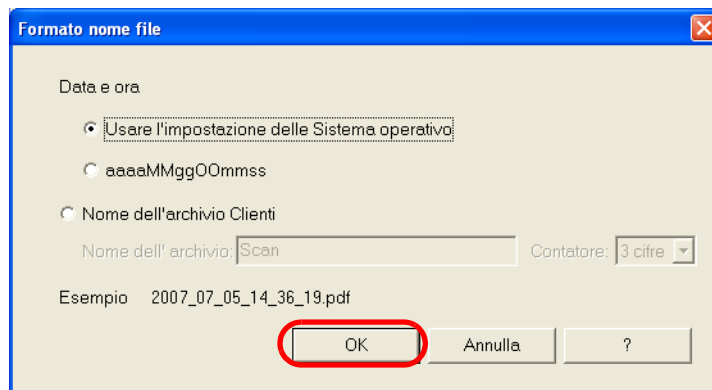 Formato nome file
Data e ora
Usare l'impostazione delle Sistema operativo
aaaaMMggOOmmss
Nome dell'archivio Clienti
Nome dell' archivio: Scan Contatore: 3 cifre
Esempio 2007_07_05_14_36_19.pdf
OK Annulla ?